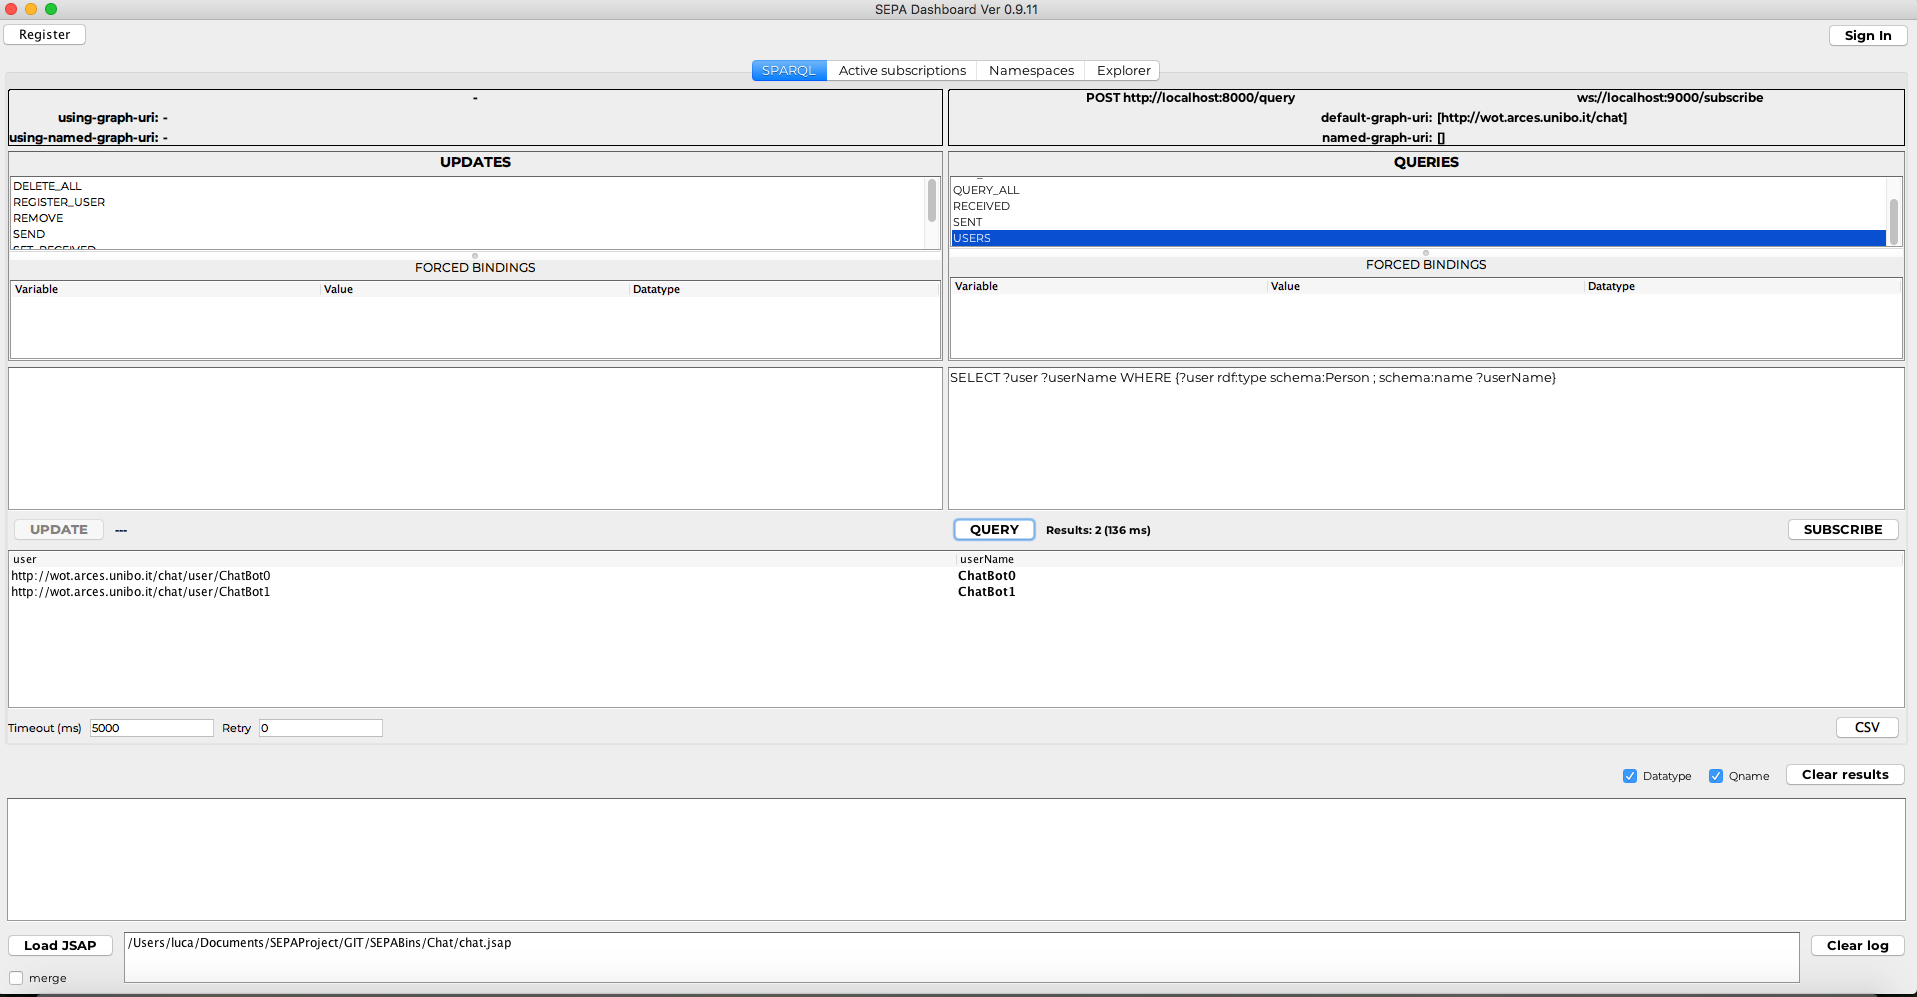 SEPA Dashboard Ver 0.9.11
Register
Sign In
SPARQL Active subscriptions Namespaces Explorer
-
using-graph-uri: -
using-named-graph-uri: -
POST http://localhost:8000/query ws://localhost:9000/subscribe
default-graph-uri: [http://wot.arces.unibo.it/chat]
named-graph-uri: []
UPDATES
DELETE_ALL
REGISTER_USER
REMOVE
SEND
SET_RECEIVED
FORCED BINDINGS
Variable Value Datatype
QUERIES
QUERY_ALL
RECEIVED
SENT
USERS
FORCED BINDINGS
Variable Value Datatype
SELECT ?user ?userName WHERE {?user rdf:type schema:Person ; schema:name ?userName}
UPDATE ---
QUERY Results: 2 (136 ms) SUBSCRIBE
user userName
http://wot.arces.unibo.it/chat/user/ChatBot0 ChatBot0
http://wot.arces.unibo.it/chat/user/ChatBot1 ChatBot1
Timeout (ms) 5000 Retry 0 CSV
Datatype Qname Clear results
Load JSAP /Users/luca/Documents/SEPAProject/GIT/SEPABins/Chat/chat.jsap Clear log
merge